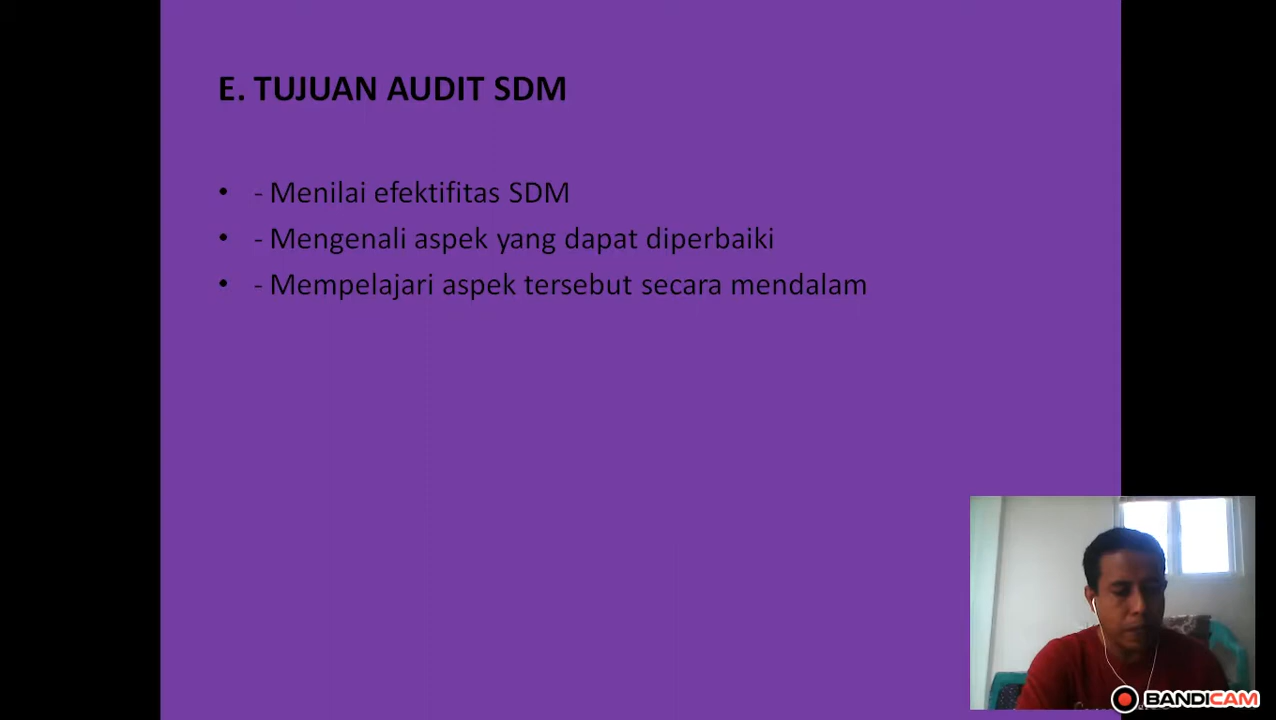 E. TUJUAN AUDIT SDM
• - Menilai efektifitas SDM
• - Mengenali aspek yang dapat diperbaiki
• - Mempelajari aspek tersebut secara mendalam
BANDICAM